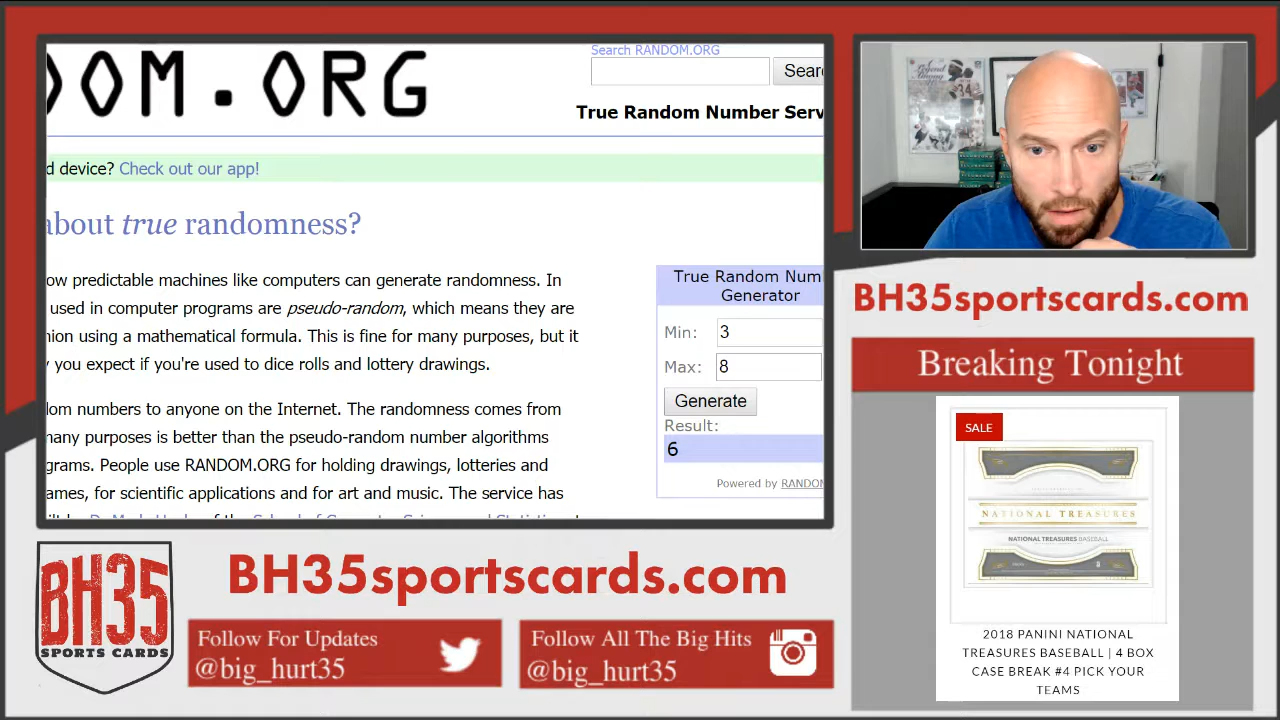 OOM.ORG
Search RANDOM.ORG
Searc
True Random Number Serv
d device? Check out our app!
about true randomness?
ow predictable machines like computers can generate randomness. In
used in computer programs are pseudo-random, which means they are
nion using a mathematical formula. This is fine for many purposes, but it
y you expect if you're used to dice rolls and lottery drawings.
dom numbers to anyone on the Internet. The randomness comes from
many purposes is better than the pseudo-random number algorithms
grams. People use RANDOM.ORG for holding drawings, lotteries and
ames, for scientific applications and for art and music. The service has
True Random Num
Generator
Min: 3
Max: 8
Generate
Result:
6
Powered by RANDO
BH35sportscards.com
Breaking Tonight
SALE
NATIONAL TREASURES
NATIONAL TREASURES BASEBALL
2018 PANINI NATIONAL
TREASURES BASEBALL | 4 BOX
CASE BREAK #4 PICK YOUR
TEAMS
BH35
SPORTS CARDS
BH35sportscards.com
Follow For Updates
@big_hurt35
Follow All The Big Hits
@big_hurt35